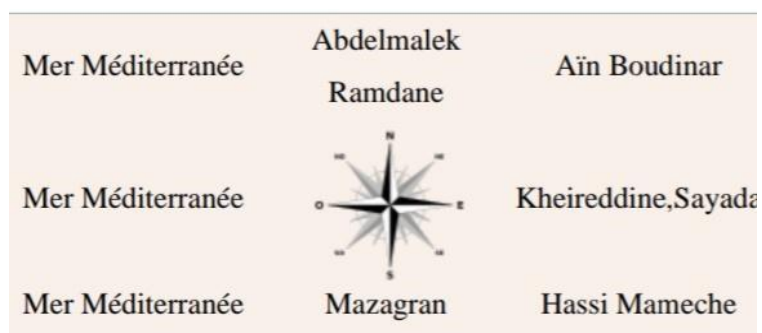 Mer Méditerranée Abdelmalek Ramdane Aïn Boudinar
N
Mer Méditerranée O E Kheireddine,Sayada
S
Mer Méditerranée Mazagran Hassi Mameche